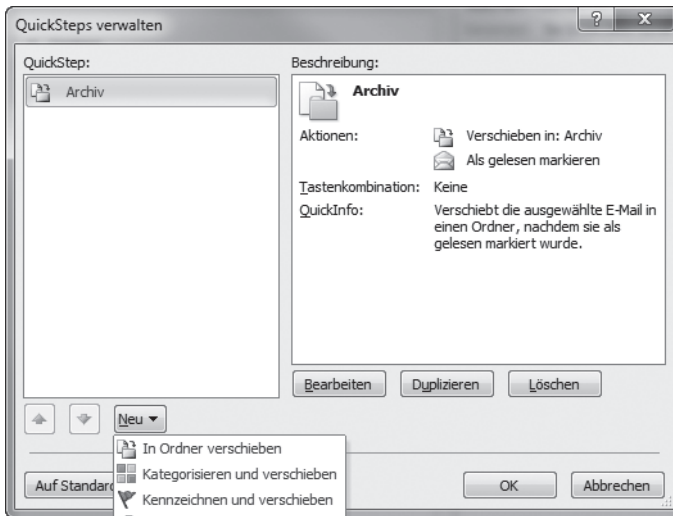 QuickSteps verwalten
QuickStep:
Archiv
Beschreibung:
Archiv
Aktionen:
Verschieben in: Archiv
Als gelesen markieren
Tastenkombination: Keine
QuickInfo:
Verschiebt die ausgewählte E-Mail in
einen Ordner, nachdem sie als
gelesen markiert wurde.
Bearbeiten
Duplizieren
Löschen
Neu
In Ordner verschieben
Kategorisieren und verschieben
Kennzeichnen und verschieben
Auf Standard
OK
Abbrechen